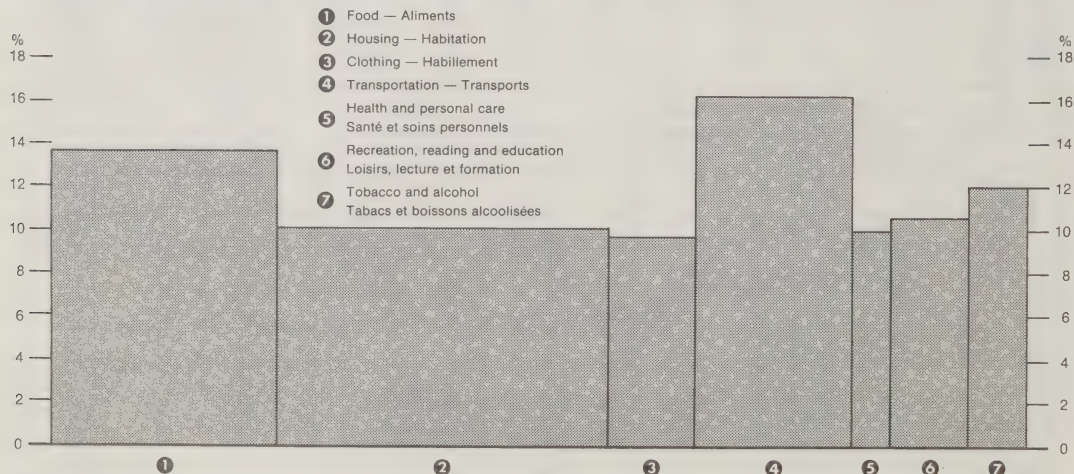 ❶ Food — Aliments
❷ Housing — Habitation
❸ Clothing — Habillement
❹ Transportation — Transports
❺ Health and personal care
Santé et soins personnels
❻ Recreation, reading and education
Loisirs, lecture et formation
❼ Tobacco and alcohol
Tabacs et boissons alcoolisées
% %
18 18
16 16
14 14
12 12
10 10
8 8
6 6
4 4
2 2
0 0
❶ ❷ ❸ ❹ ❺ ❻ ❼